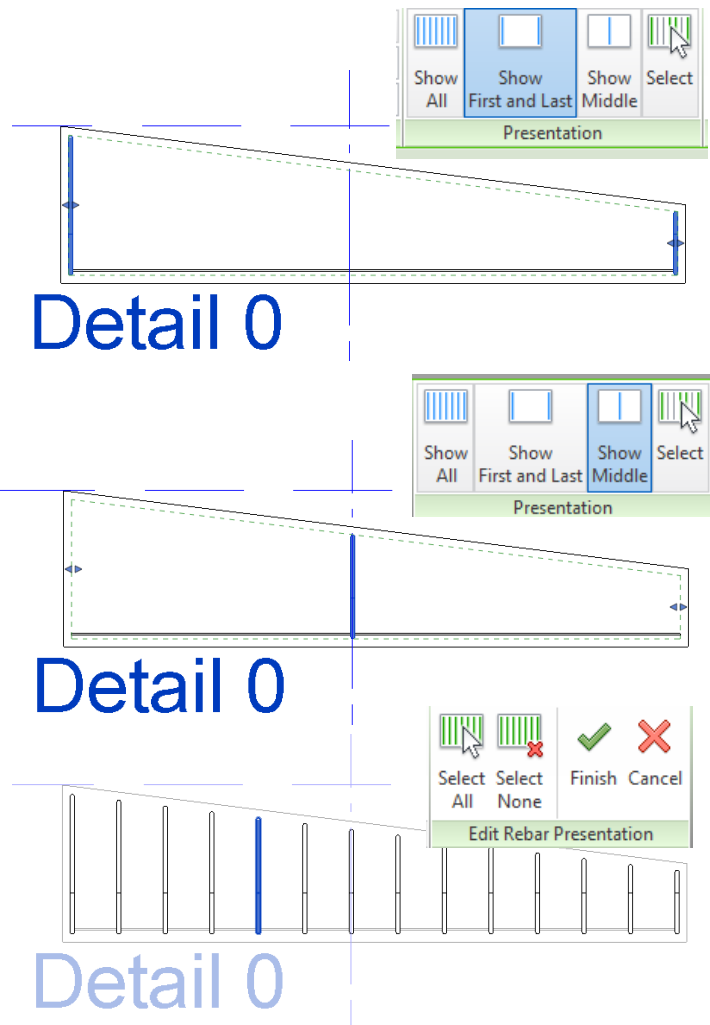 Show Show Show Select
All First and Last Middle
Presentation
Detail 0
Show Show Show Select
All First and Last Middle
Presentation
Detail 0
Select Select Finish Cancel
All None
Edit Rebar Presentation
Detail 0